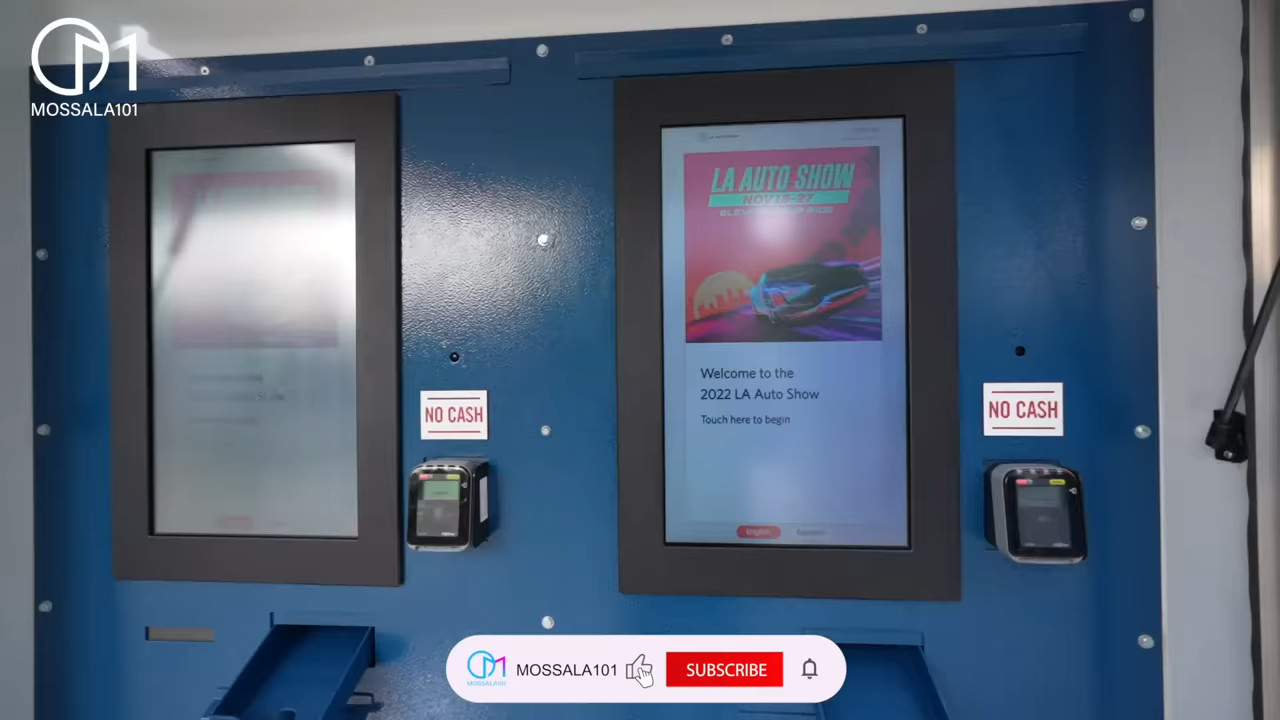 MOSSALA101
LA AUTO SHOW
NOV 18-27
Welcome to the
2022 LA Auto Show
Touch here to begin
English
NO CASH
NO CASH
MOSSALA101
SUBSCRIBE
MOSSALA101